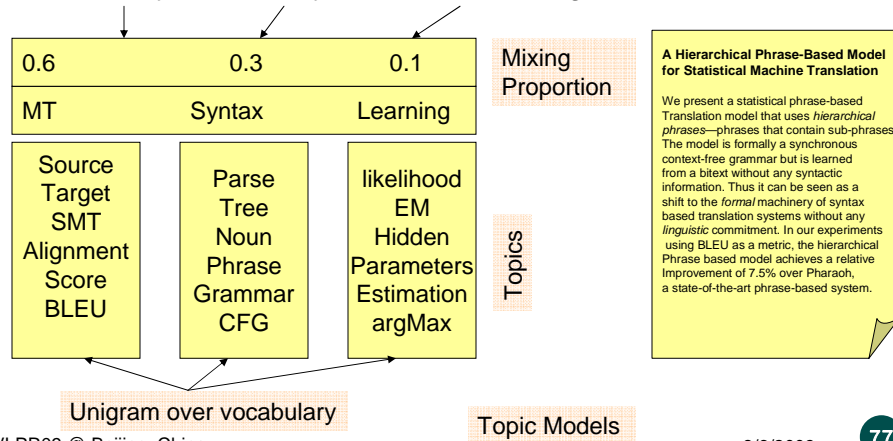 0.6 0.3 0.1
MT Syntax Learning
Mixing
Proportion
Source
Target
SMT
Alignment
Score
BLEU
Parse
Tree
Noun
Phrase
Grammar
CFG
likelihood
EM
Hidden
Parameters
Estimation
argMax
Topics
Unigram over vocabulary
Topic Models
A Hierarchical Phrase-Based Model
for Statistical Machine Translation
We present a statistical phrase-based
Translation model that uses hierarchical
phrases—phrases that contain sub-phrases
The model is formally a synchronous
context-free grammar but is learned
from a bitext without any syntactic
information. Thus it can be seen as a
shift to the formal machinery of syntax
based translation systems without any
linguistic commitment. In our experiments
using BLEU as a metric, the hierarchical
Phrase based model achieves a relative
Improvement of 7.5% over Pharaoh,
a state-of-the-art phrase-based system.
77